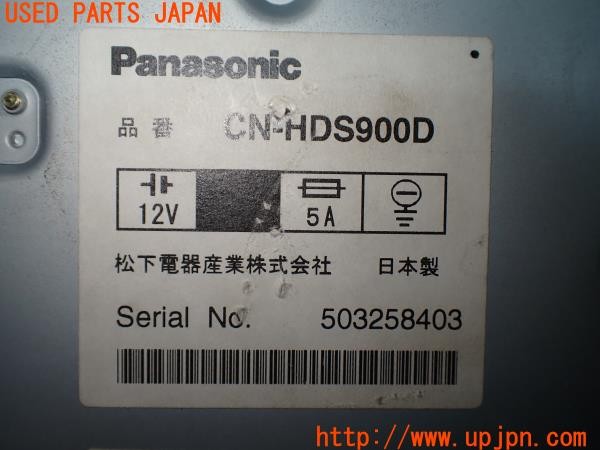 USED PARTS JAPAN
Panasonic
品番 CN-HDS900D
12V 5A
松下電器産業株式会社 日本製
Serial No. 503258403
http://www.upjpn.com/